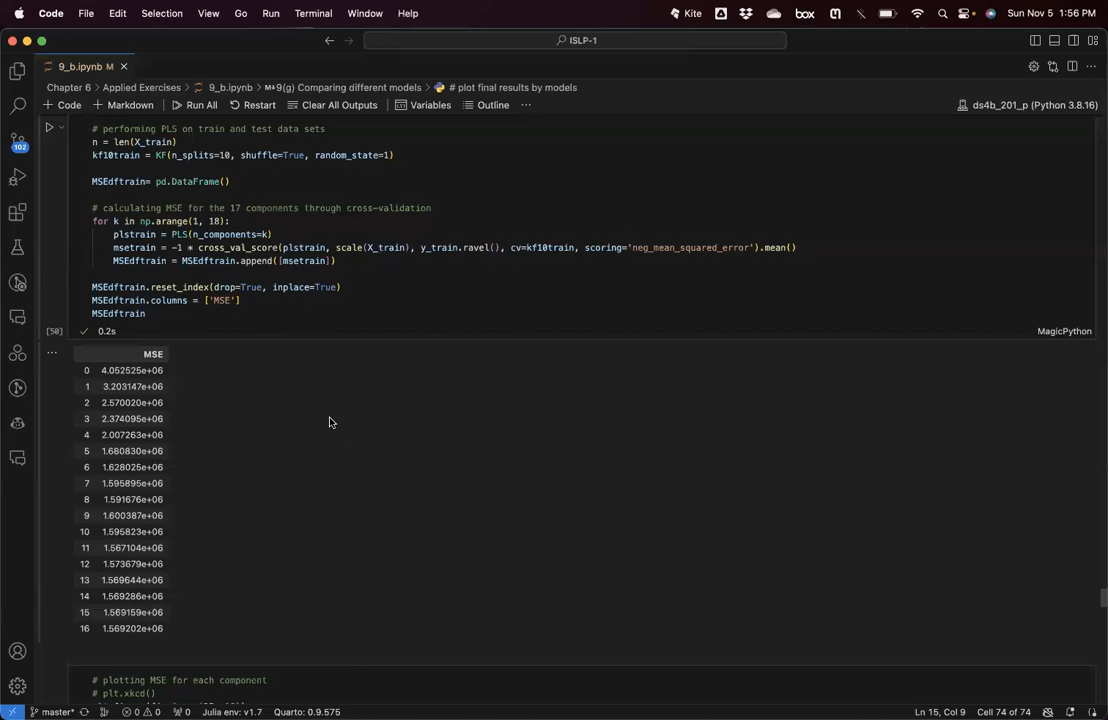 Code File Edit Selection View Go Run Terminal Window Help Kite box Sun Nov 5 1:56 PM
ISLP-1
9_b.ipynb M
Chapter 6 > Applied Exercises > 9_b.ipynb > M↓9(g) Comparing different models > # plot final results by models
+ Code + Markdown Run All Restart Clear All Outputs Variables Outline ... ds4b_201_p (Python 3.8.16)
# performing PLS on train and test data sets
n = len(X_train)
kf10train = KF(n_splits=10, shuffle=True, random_state=1)
MSEdftrain= pd.DataFrame()
# calculating MSE for the 17 components through cross-validation
for k in np.arange(1, 18):
plstrain = PLS(n_components=k)
msetrain = -1 * cross_val_score(plstrain, scale(X_train), y_train.ravel(), cv=kf10train, scoring='neg_mean_squared_error').mean()
MSEdftrain = MSEdftrain.append([msetrain])
MSEdftrain.reset_index(drop=True, inplace=True)
MSEdftrain.columns = ['MSE']
MSEdftrain
[50] ✓ 0.2s MagicPython
... MSE
0 4.052525e+06
1 3.203147e+06
2 2.570020e+06
3 2.374095e+06
4 2.007263e+06
5 1.680830e+06
6 1.628025e+06
7 1.595895e+06
8 1.591676e+06
9 1.600387e+06
10 1.595823e+06
11 1.567104e+06
12 1.573679e+06
13 1.569644e+06
14 1.569286e+06
15 1.569159e+06
16 1.569202e+06
# plotting MSE for each component
# plt.xkcd()
102
master* 0 0 0 Julia env: v1.7 Quarto: 0.9.575 Ln 15, Col 9 Cell 74 of 74